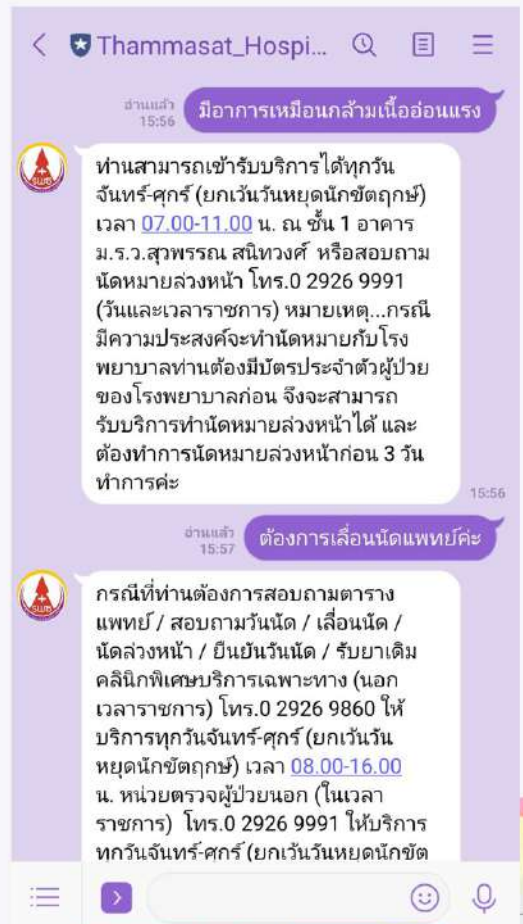 Thammasat_Hospi...
อ่านแล้ว
15:56
มีอาการเหมือนกล้ามเนื้ออ่อนแรง
ท่านสามารถเข้ารับบริการได้ทุกวัน
จันทร์-ศุกร์ (ยกเว้นวันหยุดนักขัตฤกษ์)
เวลา 07.00-11.00 น. ณ ชั้น 1 อาคาร
ม.ร.ว.สุวพรรณ สนิทวงศ์ หรือสอบถาม
นัดหมายล่วงหน้า โทร.0 2926 9991
(วันและเวลาราชการ) หมายเหตุ...กรณี
มีความประสงค์จะทำนัดหมายกับโรง
พยาบาลท่านต้องมีบัตรประจำตัวผู้ป่วย
ของโรงพยาบาลก่อน จึงจะสามารถ
รับบริการทำนัดหมายล่วงหน้าได้ และ
ต้องทำการนัดหมายล่วงหน้าก่อน 3 วัน
ทำการค่ะ
15:56
อ่านแล้ว
15:57
ต้องการเลื่อนนัดแพทย์ค่ะ
รพธ
กรณีที่ท่านต้องการสอบถามตาราง
แพทย์ / สอบถามวันนัด / เลื่อนนัด /
นัดล่วงหน้า / ยืนยันวันนัด / รับยาเดิม
คลินิกพิเศษบริการเฉพาะทาง (นอก
เวลาราชการ) โทร.0 2926 9860 ให้
บริการทุกวันจันทร์-ศุกร์ (ยกเว้นวัน
หยุดนักขัตฤกษ์) เวลา 08.00-16.00
น. หน่วยตรวจผู้ป่วยนอก (ในเวลา
ราชการ) โทร.0 2926 9991 ให้บริการ
ทุกวันจันทร์-ศุกร์ (ยกเว้นวันหยุดนักขัต